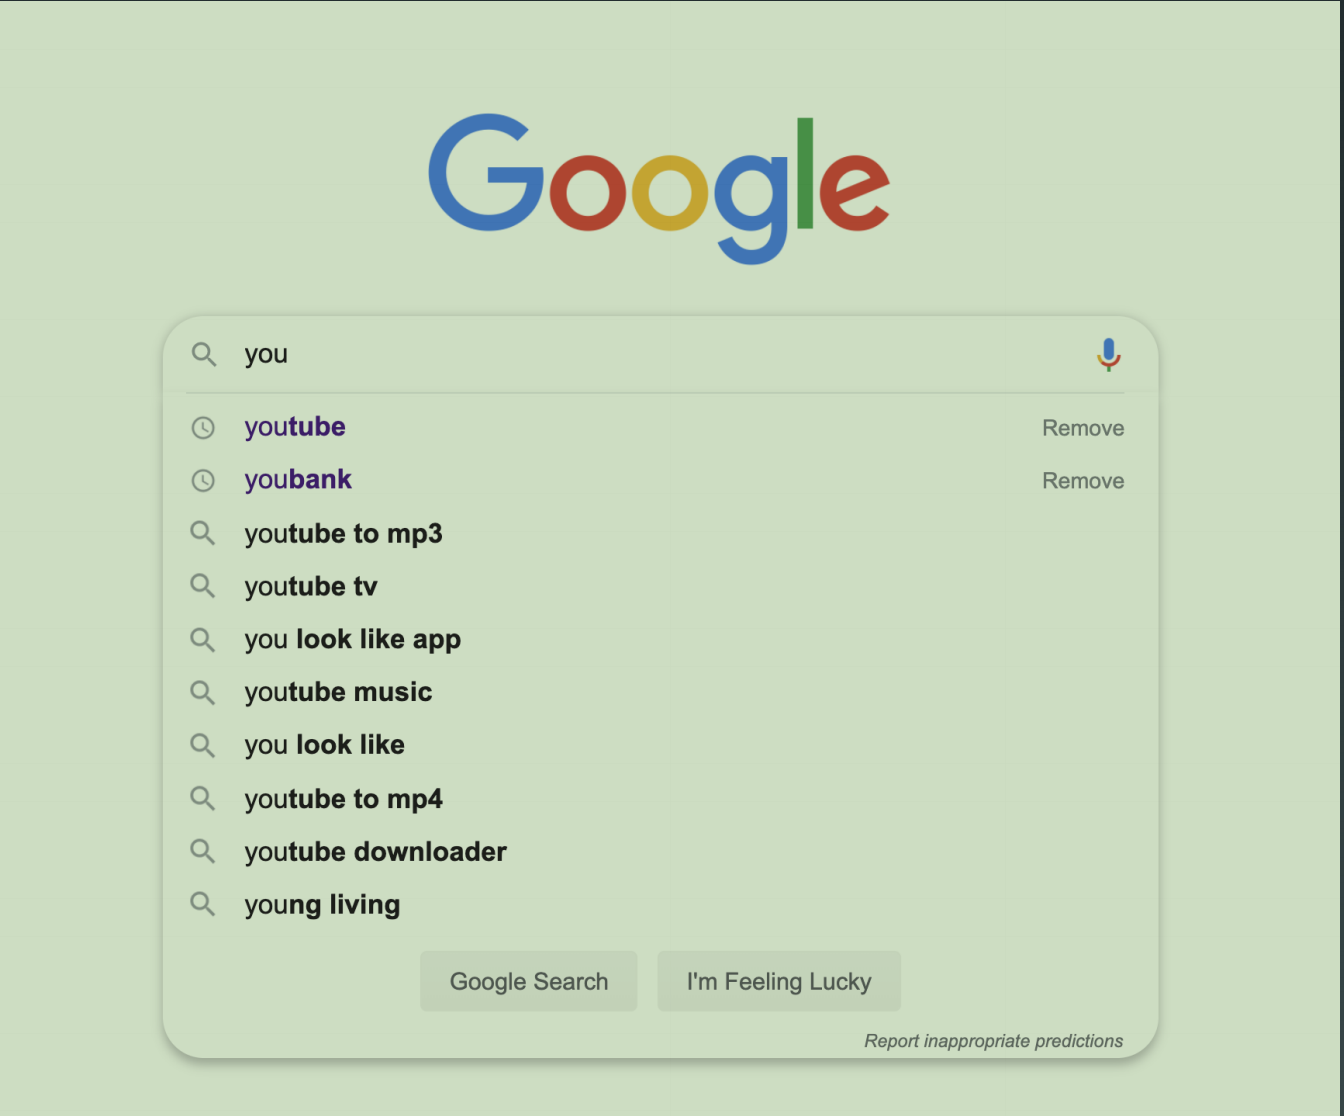 Google
you
youtube
Remove
youbank
Remove
youtube to mp3
youtube tv
you look like app
youtube music
you look like
youtube to mp4
youtube downloader
young living
Google Search
I'm Feeling Lucky
Report inappropriate predictions